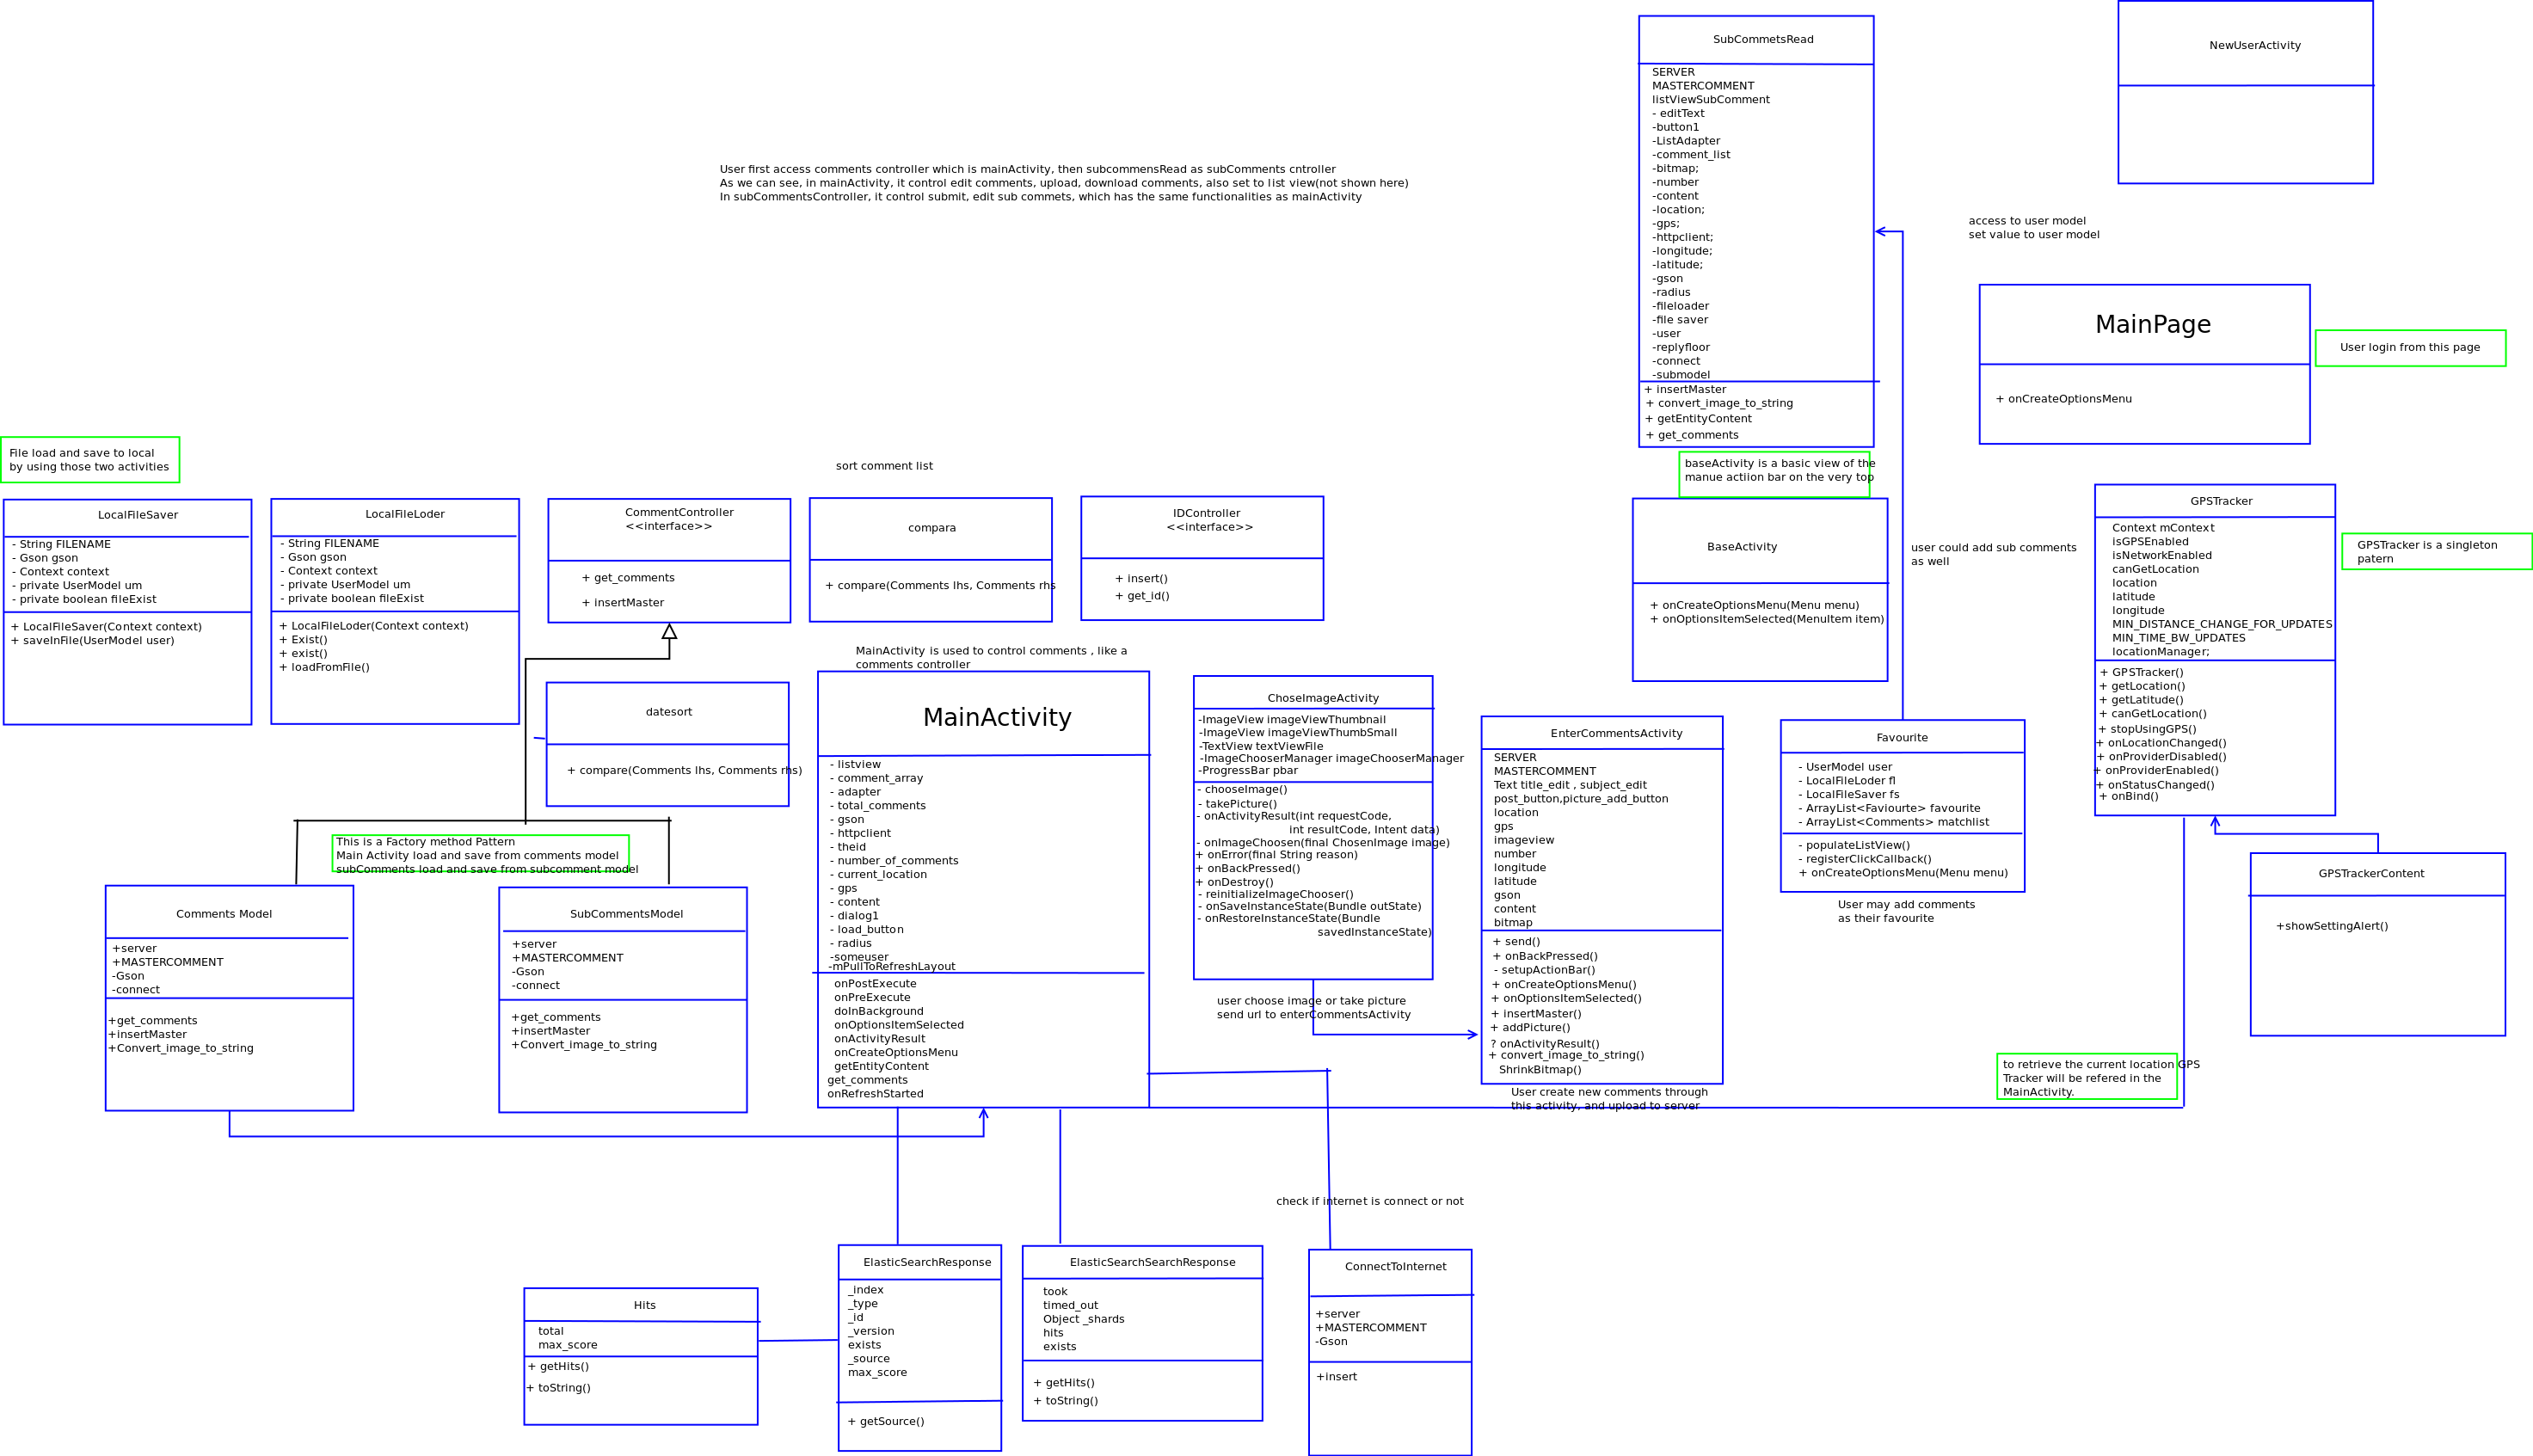 SubCommetsRead
SERVER
MASTERCOMMENT
listViewSubComment
- editText
-button1
-ListAdapter
-comment_list
-bitmap;
-number
-content
-location;
-gps;
-httpclient;
-longitude;
-latitude;
-gson
-radius
-fileloader
-file saver
-user
-replyfloor
-connect
-submodel
+ insertMaster
+ convert_image_to_string
+ getEntityContent
+ get_comments
NewUserActivity
User first access comments controller which is mainActivity, then subcommensRead as subComments cntroller
As we can see, in mainActivity, it control edit comments, upload, download comments, also set to list view(not shown here)
In subCommentsController, it control submit, edit sub commets, which has the same functionalities as mainActivity
access to user model
set value to user model
MainPage
+ onCreateOptionsMenu
User login from this page
File load and save to local
by using those two activities
sort comment list
baseActivity is a basic view of the
manue actiion bar on the very top
LocalFileSaver
- String FILENAME
- Gson gson
- Context context
- private UserModel um
- private boolean fileExist
+ LocalFileSaver(Context context)
+ saveInFile(UserModel user)
LocalFileLoder
- String FILENAME
- Gson gson
- Context context
- private UserModel um
- private boolean fileExist
+ LocalFileLoder(Context context)
+ Exist()
+ exist()
+ loadFromFile()
CommentController
<<interface>>
+ get_comments
+ insertMaster
compara
+ compare(Comments lhs, Comments rhs
IDController
<<interface>>
+ insert()
+ get_id()
BaseActivity
+ onCreateOptionsMenu(Menu menu)
+ onOptionsItemSelected(MenuItem item)
user could add sub comments
as well
GPSTracker
Context mContext
isGPSEnabled
isNetworkEnabled
canGetLocation
location
latitude
longitude
MIN_DISTANCE_CHANGE_FOR_UPDATES
MIN_TIME_BW_UPDATES
locationManager;
+ GPSTracker()
+ getLocation()
+ getLatitude()
+ canGetLocation()
+ stopUsingGPS()
+ onLocationChanged()
+ onProviderDisabled()
+ onProviderEnabled()
+ onStatusChanged()
+ onBind()
GPSTracker is a singleton
patern
datesort
+ compare(Comments lhs, Comments rhs)
MainActivity is used to control comments , like a
comments controller
MainActivity
- listview
- comment_array
- adapter
- total_comments
- gson
- httpclient
- theid
- number_of_comments
- current_location
- gps
- content
- dialog1
- load_button
- radius
-someuser
-mPullToRefreshLayout
onPostExecute
onPreExecute
doInBackground
onOptionsItemSelected
onActivityResult
onCreateOptionsMenu
getEntityContent
get_comments
onRefreshStarted
ChoseImageActivity
-ImageView imageViewThumbnail
-ImageView imageViewThumbSmall
-TextView textViewFile
-ImageChooserManager imageChooserManager
-ProgressBar pbar
- chooseImage()
- takePicture()
- onActivityResult(int requestCode,
int resultCode, Intent data)
- onImageChoosen(final ChosenImage image)
+ onError(final String reason)
+ onBackPressed()
+ onDestroy()
- reinitializeImageChooser()
- onSaveInstanceState(Bundle outState)
- onRestoreInstanceState(Bundle
savedInstanceState)
user choose image or take picture
send url to enterCommentsActivity
EnterCommentsActivity
SERVER
MASTERCOMMENT
Text title_edit , subject_edit
post_button,picture_add_button
location
gps
imageview
number
longitude
latitude
gson
content
bitmap
+ send()
+ onBackPressed()
- setupActionBar()
+ onCreateOptionsMenu()
+ onOptionsItemSelected()
+ insertMaster()
+ addPicture()
? onActivityResult()
+ convert_image_to_string()
ShrinkBitmap()
User create new comments through
this activity, and upload to server
Favourite
- UserModel user
- LocalFileLoder fl
- LocalFileSaver fs
- ArrayList<Faviourte> favourite
- ArrayList<Comments> matchlist
- populateListView()
- registerClickCallback()
+ onCreateOptionsMenu(Menu menu)
User may add comments
as their favourite
GPSTrackerContent
+showSettingAlert()
to retrieve the current location GPS
Tracker will be refered in the
MainActivity.
This is a Factory method Pattern
Main Activity load and save from comments model
subComments load and save from subcomment model
Comments Model
+server
+MASTERCOMMENT
-Gson
-connect
+get_comments
+insertMaster
+Convert_image_to_string
SubCommentsModel
+server
+MASTERCOMMENT
-Gson
-connect
+get_comments
+insertMaster
+Convert_image_to_string
check if internet is connect or not
Hits
total
max_score
+ getHits()
+ toString()
ElasticSearchResponse
_index
_type
_id
_version
exists
_source
max_score
+ getSource()
ElasticSearchSearchResponse
took
timed_out
Object _shards
hits
exists
+ getHits()
+ toString()
ConnectToInternet
+server
+MASTERCOMMENT
-Gson
+insert